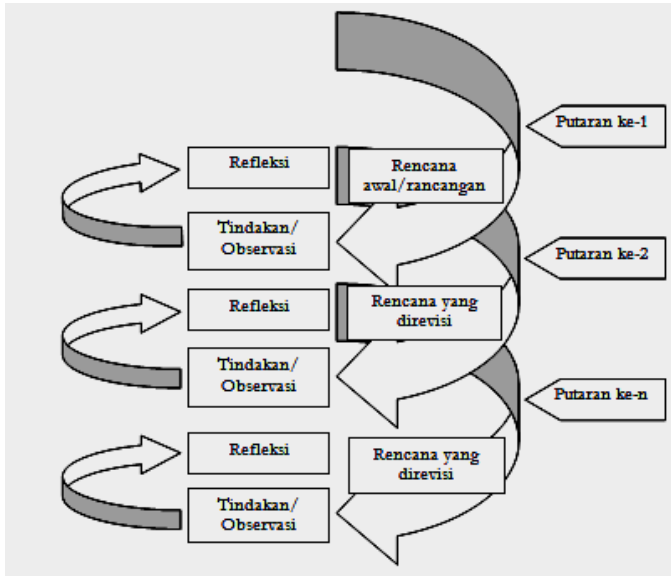 Putaran ke-1
Refleksi
Rencana
awal/rancangan
Tindakan/
Observasi
Putaran ke-2
Refleksi
Rencana yang
direvisi
Tindakan/
Observasi
Putaran ke-n
Refleksi
Rencana yang
direvisi
Tindakan/
Observasi